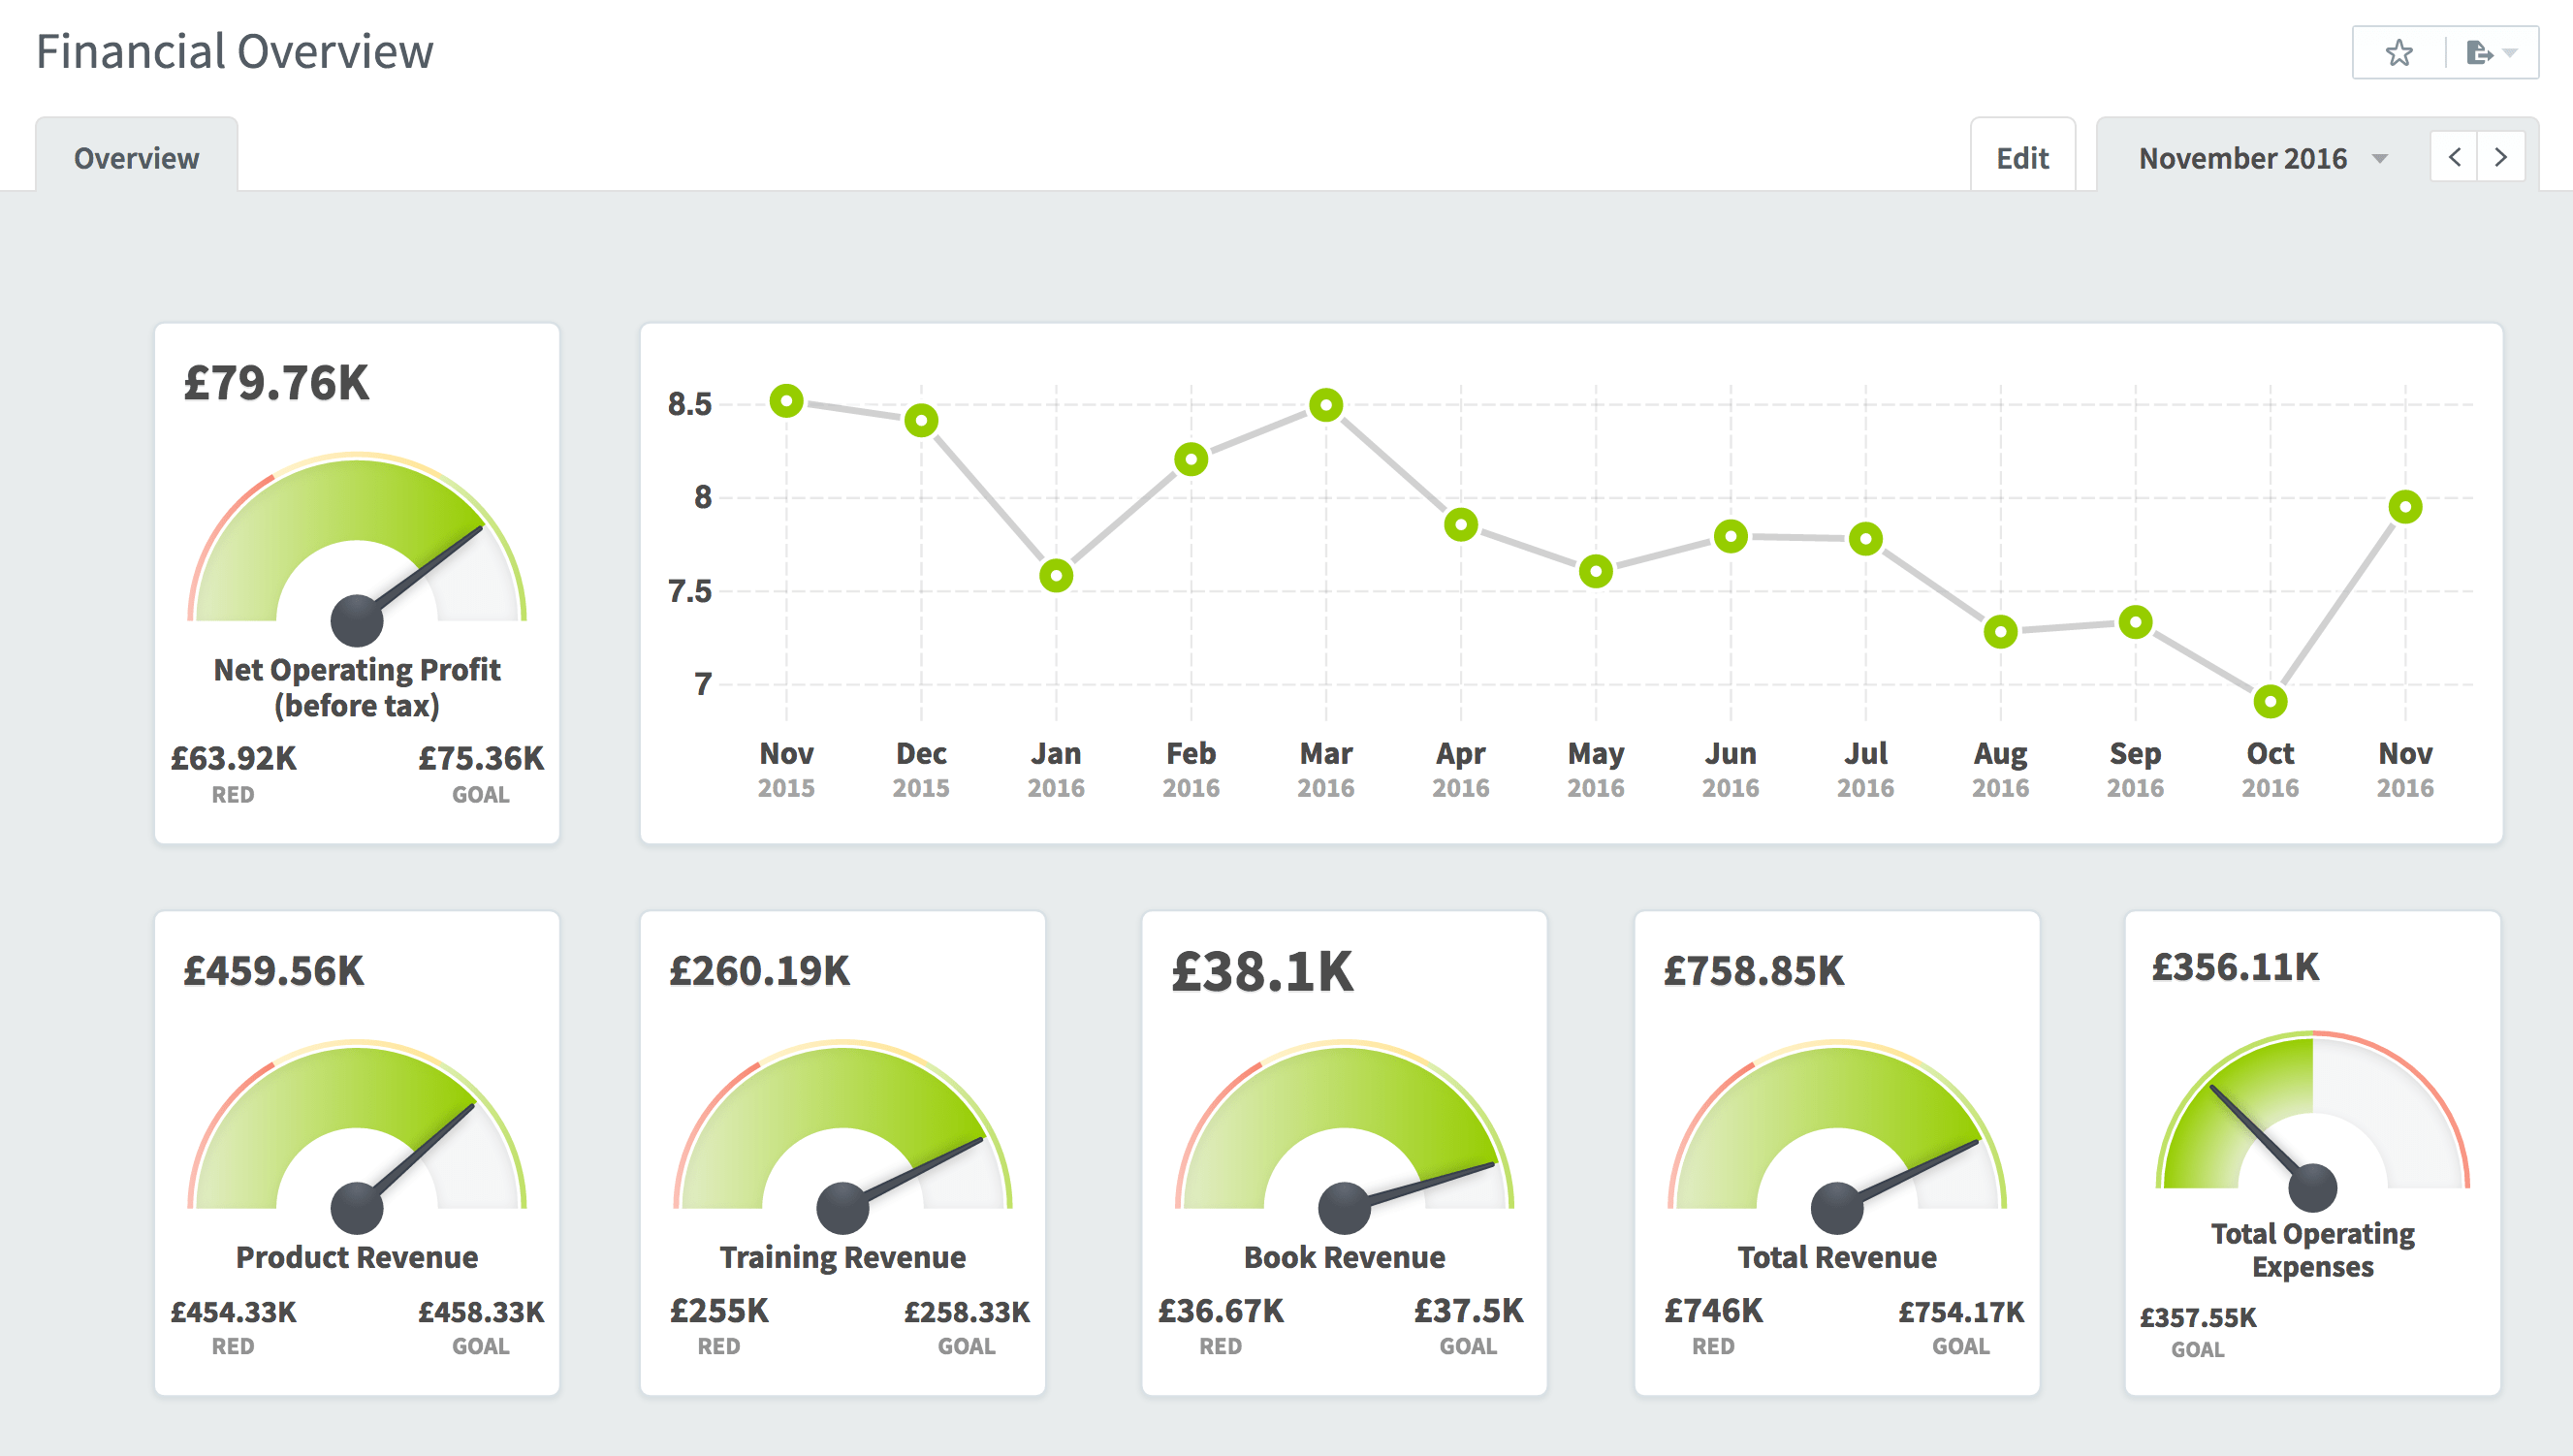 Financial Overview
Overview
Edit
November 2016
£79.76K
Net Operating Profit
(before tax)
£63.92K £75.36K
RED GOAL
8.5
8
7.5
7
Nov Dec Jan Feb Mar Apr May Jun Jul Aug Sep Oct Nov
2015 2015 2016 2016 2016 2016 2016 2016 2016 2016 2016 2016 2016
£459.56K
Product Revenue
£454.33K £458.33K
RED GOAL
£260.19K
Training Revenue
£255K £258.33K
RED GOAL
£38.1K
Book Revenue
£36.67K £37.5K
RED GOAL
£758.85K
Total Revenue
£746K £754.17K
RED GOAL
£356.11K
Total Operating
Expenses
£357.55K
GOAL